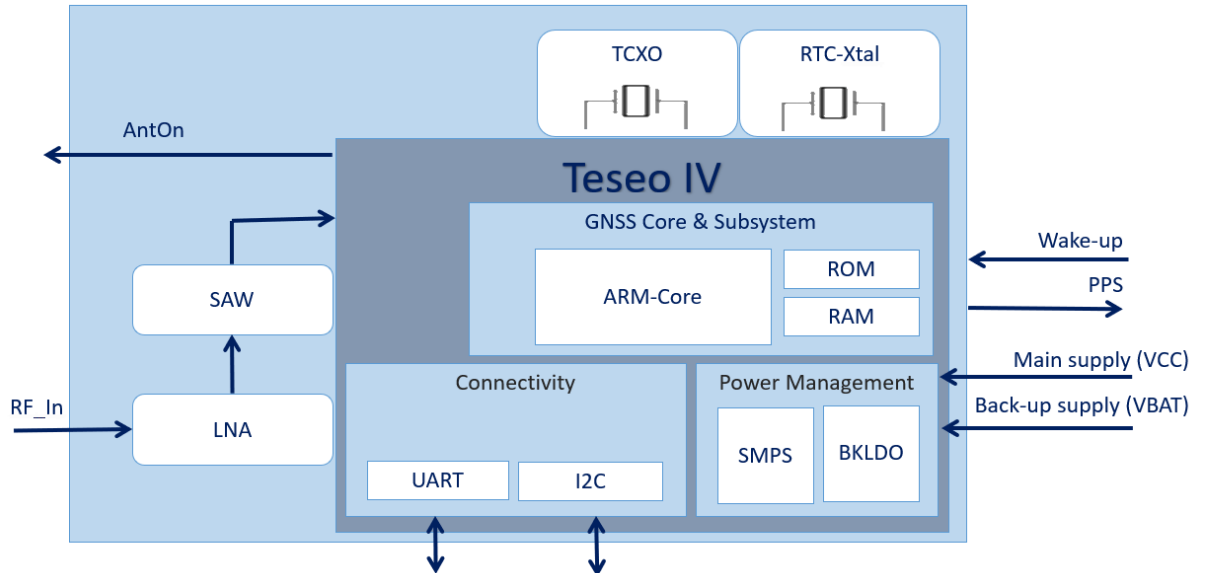 TCXO
RTC-Xtal
AntOn
Teseo IV
GNSS Core & Subsystem
Wake-up
ROM
SAW
ARM-Core
PPS
RAM
Main supply (VCC)
Connectivity
Power Management
RF_In
Back-up supply (VBAT)
LNA
SMPS
BKLDO
UART
I2C